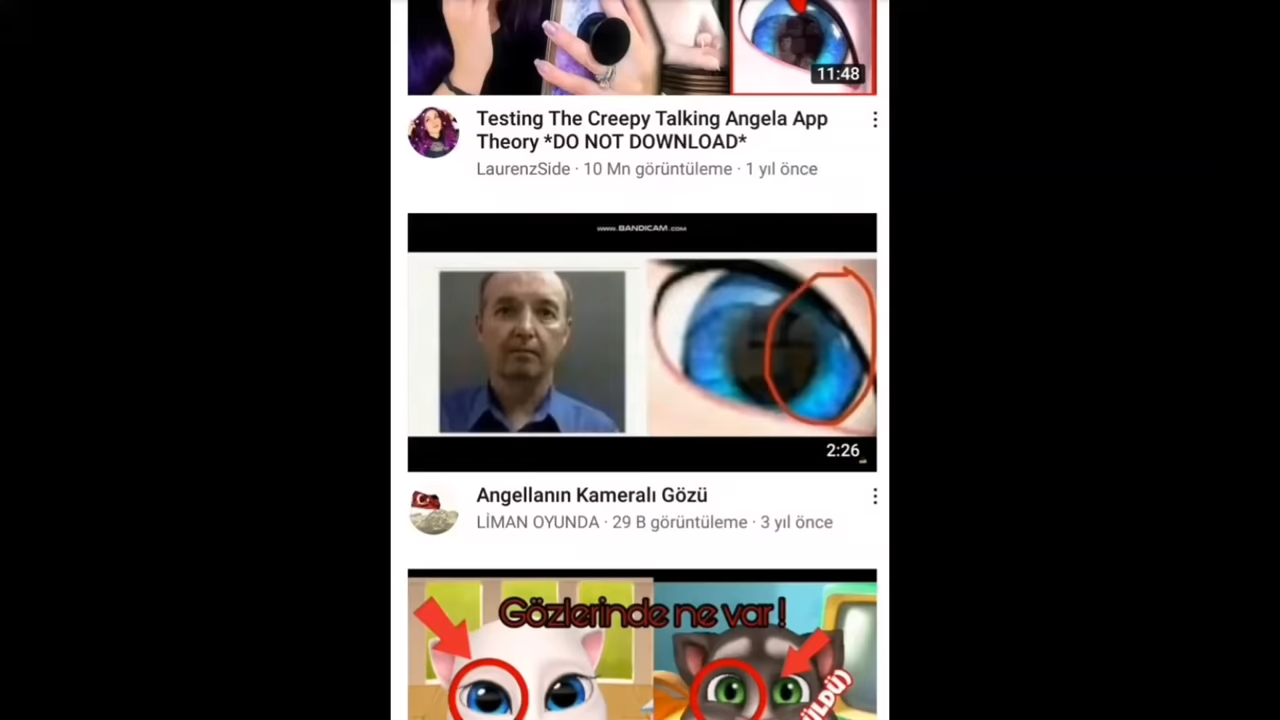 11:48
Testing The Creepy Talking Angela App
Theory *DO NOT DOWNLOAD*
LaurenzSide · 10 Mn görüntüleme · 1 yıl önce
www.BANDICAM.com
2:26
Angellanın Kameralı Gözü
LİMAN OYUNDA · 29 B görüntüleme · 3 yıl önce
Gözlerinde ne var !